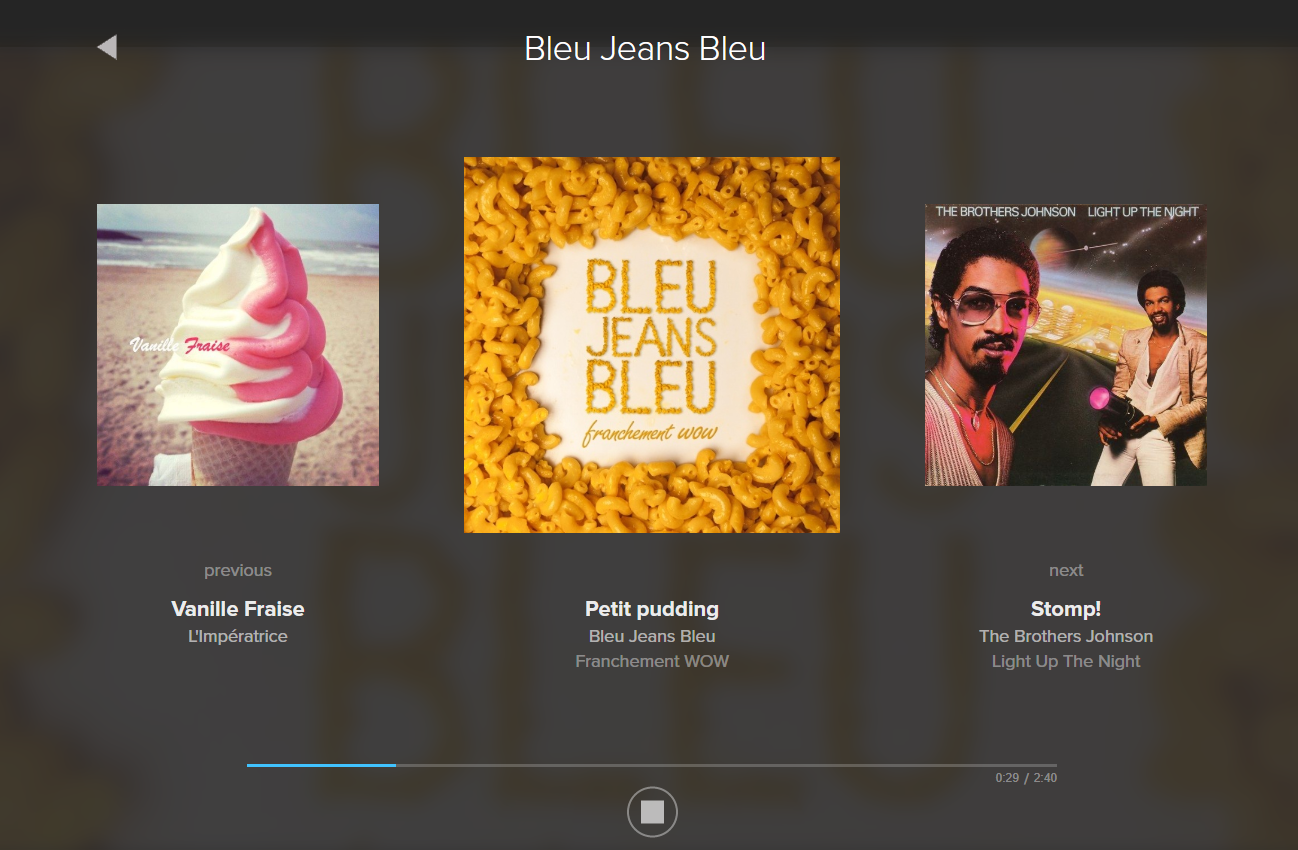 Bleu Jeans Bleu
Vanille Fraise
BLEU
JEANS
BLEU
franchement wow
THE BROTHERS JOHNSON LIGHT UP THE NIGHT
previous
Vanille Fraise
L'Impératrice
Petit pudding
Bleu Jeans Bleu
Franchement WOW
next
Stomp!
The Brothers Johnson
Light Up The Night
0:29 / 2:40